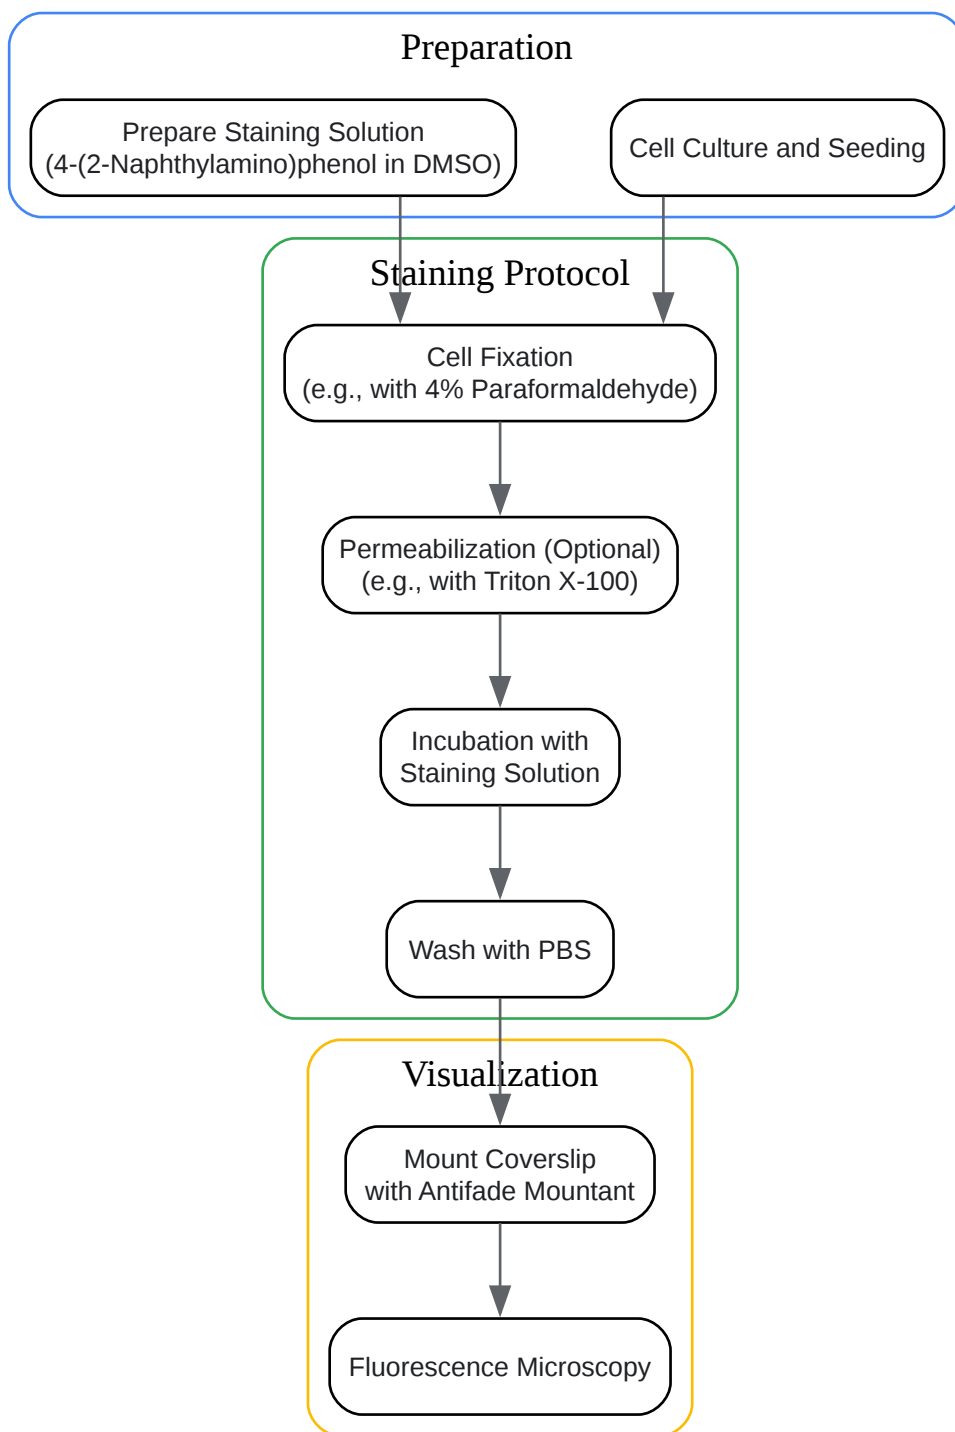 Preparation
Prepare Staining Solution
(4-(2-Naphthylamino)phenol in DMSO)
Cell Culture and Seeding
Staining Protocol
Cell Fixation
(e.g., with 4% Paraformaldehyde)
Permeabilization (Optional)
(e.g., with Triton X-100)
Incubation with
Staining Solution
Wash with PBS
Visualization
Mount Coverslip
with Antifade Mountant
Fluorescence Microscopy